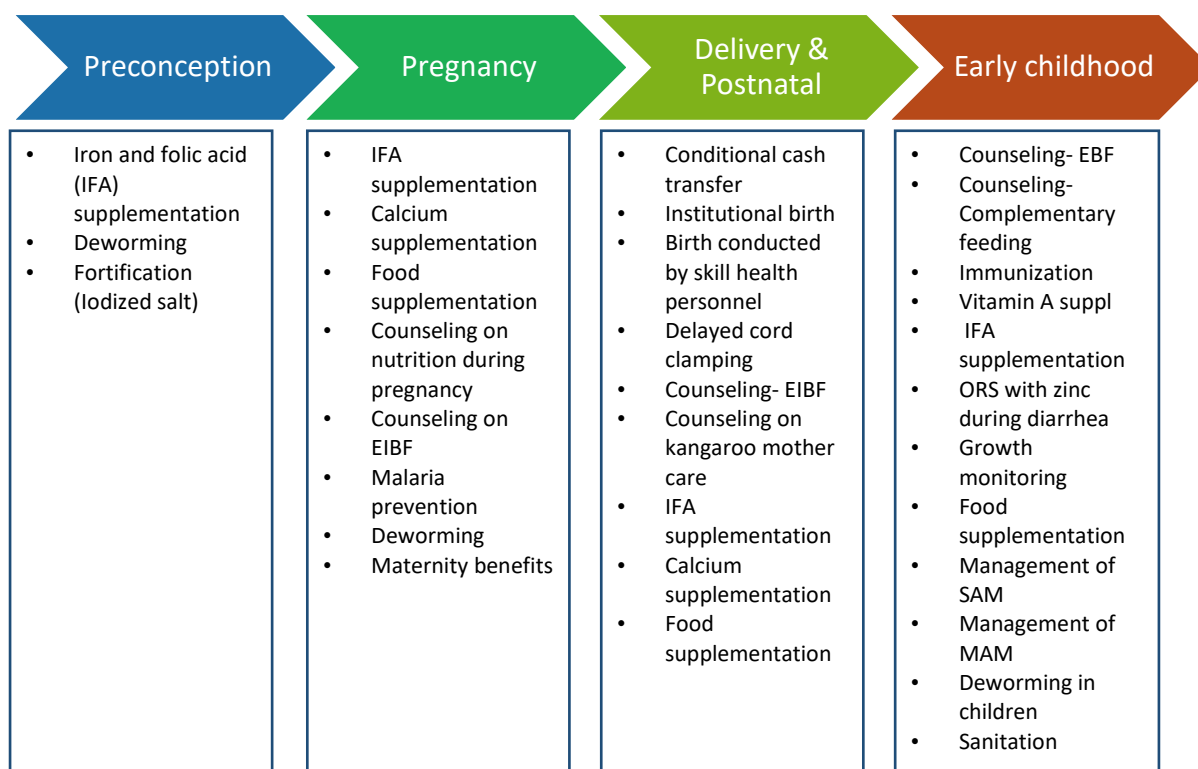 Preconception
Pregnancy
Delivery &
Postnatal
Early childhood
• Iron and folic acid
(IFA)
supplementation
• Deworming
• Fortification
(Iodized salt)
• IFA
supplementation
• Calcium
supplementation
• Food
supplementation
• Counseling on
nutrition during
pregnancy
• Counseling on
EIBF
• Malaria
prevention
• Deworming
• Maternity benefits
• Conditional cash
transfer
• Institutional birth
• Birth conducted
by skill health
personnel
• Delayed cord
clamping
• Counseling- EIBF
• Counseling on
kangaroo mother
care
• IFA
supplementation
• Calcium
supplementation
• Food
supplementation
• Counseling- EBF
• Counseling-
Complementary
feeding
• Immunization
• Vitamin A suppl
• IFA
supplementation
• ORS with zinc
during diarrhea
• Growth
monitoring
• Food
supplementation
• Management of
SAM
• Management of
MAM
• Deworming in
children
• Sanitation